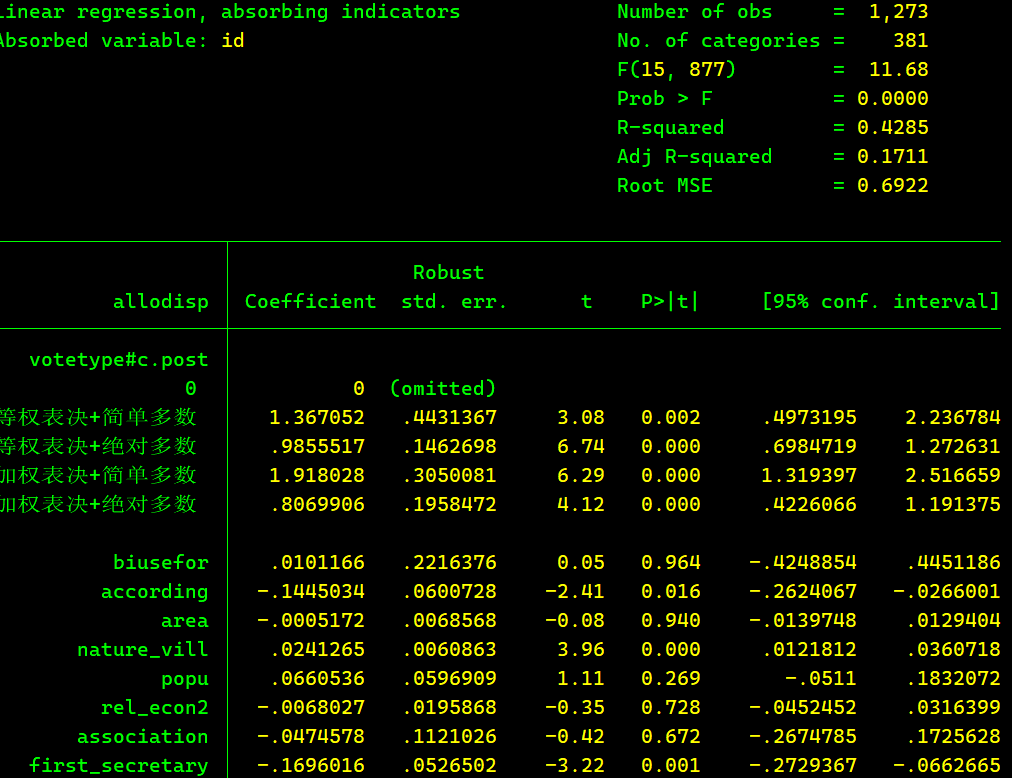 Linear regression, absorbing indicators Number of obs = 1,273
Absorbed variable: id No. of categories = 381
F(15, 877) = 11.68
Prob > F = 0.0000
R-squared = 0.4285
Adj R-squared = 0.1711
Root MSE = 0.6922
Robust
allodisp Coefficient std. err. t P>|t| [95% conf. interval]
votetype#c.post
0 0 (omitted)
等权表决+简单多数 1.367052 .4431367 3.08 0.002 .4973195 2.236784
等权表决+绝对多数 .9855517 .1462698 6.74 0.000 .6984719 1.272631
加权表决+简单多数 1.918028 .3050081 6.29 0.000 1.319397 2.516659
加权表决+绝对多数 .8069906 .1958472 4.12 0.000 .4226066 1.191375
biusefor .0101166 .2216376 0.05 0.964 -.4248854 .4451186
according -.1445034 .0600728 -2.41 0.016 -.2624067 -.0266001
area -.0005172 .0068568 -0.08 0.940 -.0139748 .0129404
nature_vill .0241265 .0060863 3.96 0.000 .0121812 .0360718
popu .0660536 .0596909 1.11 0.269 -.0511 .1832072
rel_econ2 -.0068027 .0195868 -0.35 0.728 -.0452452 .0316399
association -.0474578 .1121026 -0.42 0.672 -.2674785 .1725628
first_secretary -.1696016 .0526502 -3.22 0.001 -.2729367 -.0662665